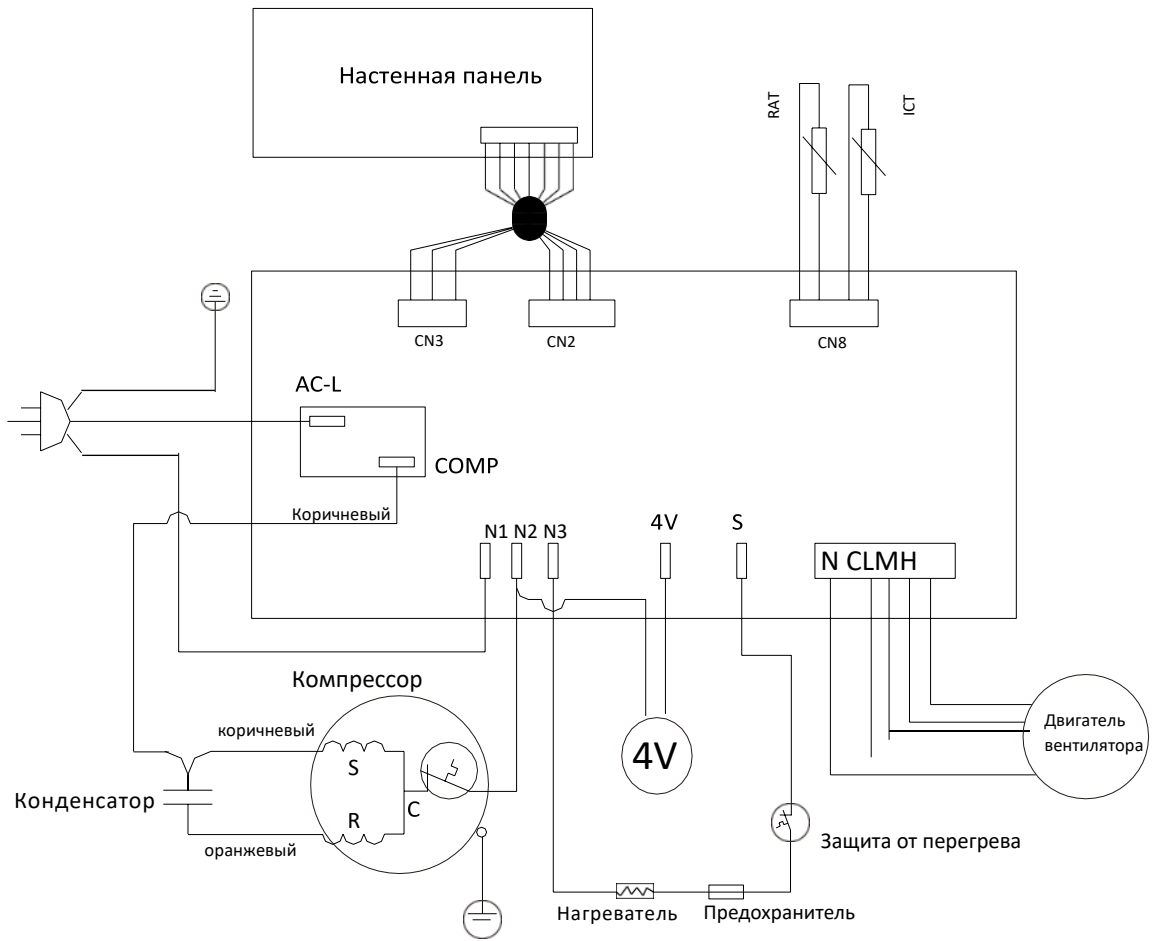 Настенная панель
RAT
ICT
CN3
CN2
CN8
AC-L
COMP
Коричневый
N1 N2 N3
4V
S
N CLMH
Компрессор
коричневый
S
Двигатель
вентилятора
4V
Конденсатор
C
R
оранжевый
Защита от перегрева
Нагреватель
Предохранитель